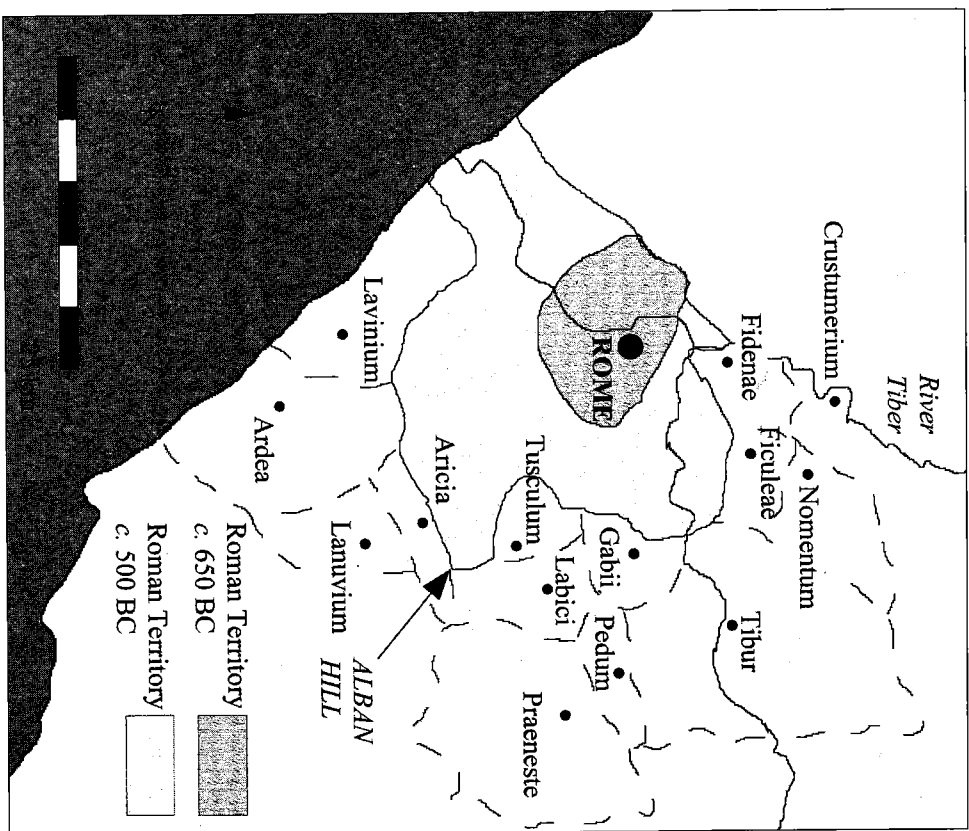 River
Tiber
Crustumerium
Nomentum
Fidenae
Ficuleae
Tibur
ROME
Gabii
Pedum
Labici
Tusculum
Praeneste
Aricia
ALBAN
HILL
Lavinium
Lanuvium
Ardea
Roman Territory
c. 650 BC
Roman Territory
c. 500 BC